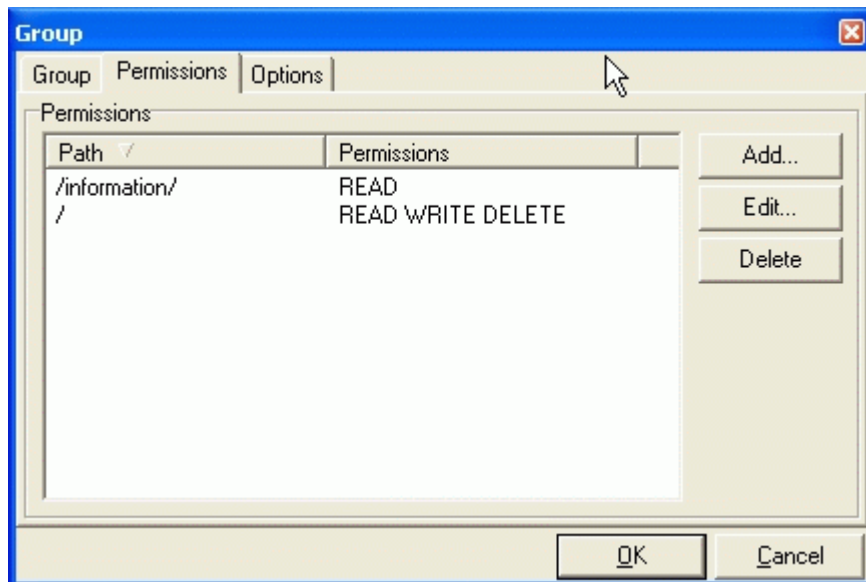 Group
Group Permissions Options
Permissions
Path Permissions
/information/ READ
/ READ WRITE DELETE
Add...
Edit...
Delete
OK Cancel